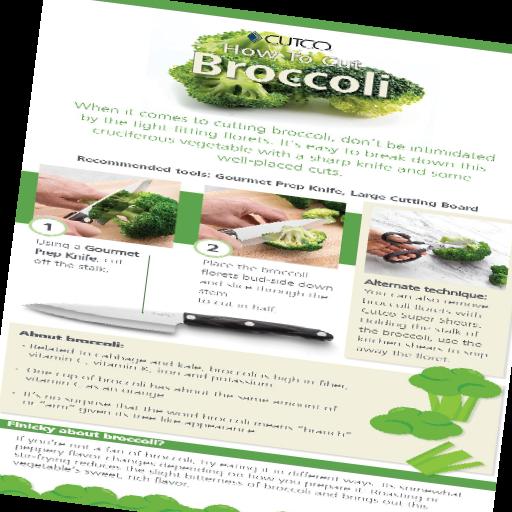 CUTCO
How To Cut
Broccoli
When it comes to cutting broccoli, don't be intimidated
by the tight-fitting florets. It's easy to break down this
cruciferous vegetable with a sharp knife and some
well-placed cuts.
Recommended tools: Gourmet Prep Knife, Large Cutting Board
1
Using a Gourmet
Prep Knife, cut
off the stalk.
2
Place the broccoli
florets bud-side down
and slice through the
stem
to cut in half.
Alternate technique:
You can also remove
broccoli florets with
Cutco Super Shears.
Holding the stalk of
the broccoli, use the
kitchen shears to snip
away the floret.
About broccoli:
• Related to cabbage and kale, broccoli is high in fiber,
vitamin C, vitamin K, iron and potassium
• One cup of broccoli has about the same amount of
vitamin C as an orange
• It's no surprise that the word broccoli means "branch"
or "arm" given its tree like appearance
Finicky about broccoli?
If you're not a fan of broccoli, try eating it in different ways. Its somewhat
peppery flavor changes depending on how you prepare it. Roasting or
stir-frying reduces the slight bitterness of broccoli and brings out this
vegetable's sweet, rich flavor.